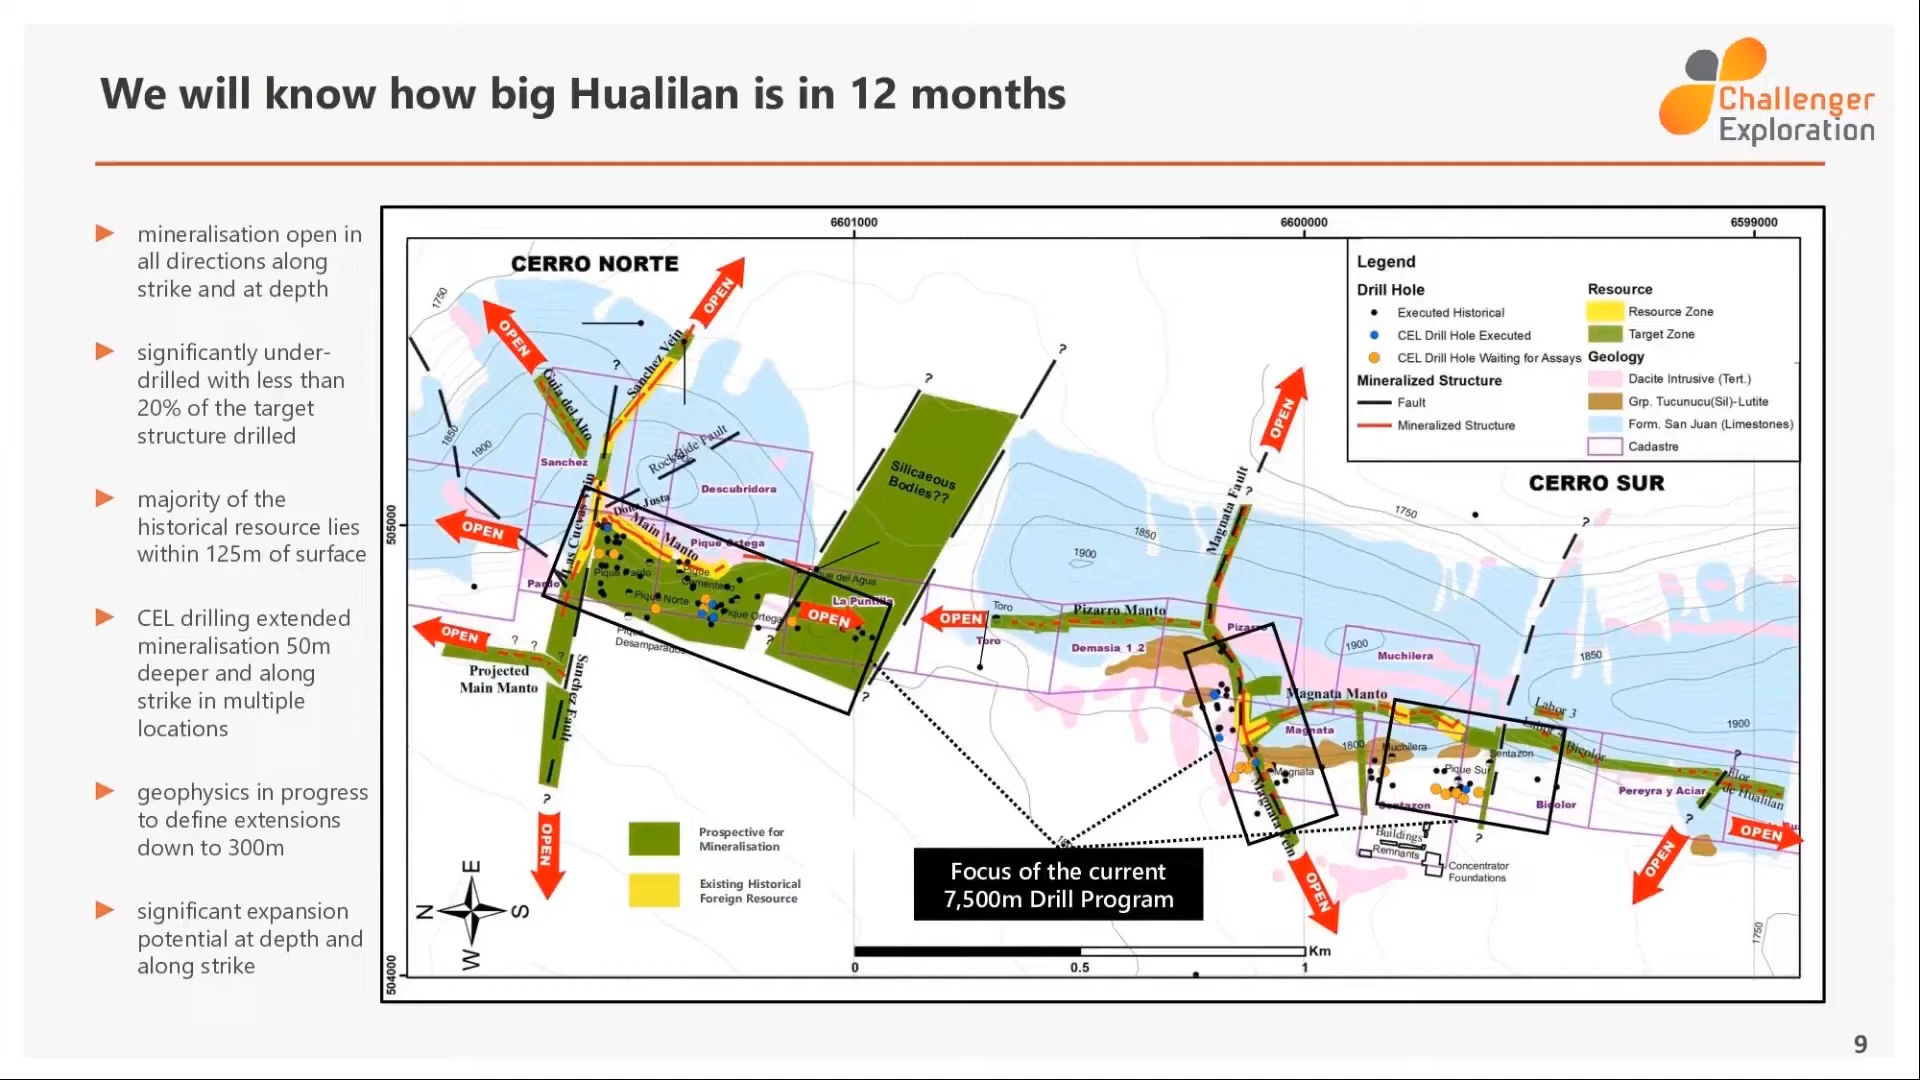 We will know how big Hualilan is in 12 months
Challenger
Exploration
mineralisation open in
all directions along
strike and at depth
significantly under-
drilled with less than
20% of the target
structure drilled
majority of the
historical resource lies
within 125m of surface
CEL drilling extended
mineralisation 50m
deeper and along
strike in multiple
locations
geophysics in progress
to define extensions
down to 300m
significant expansion
potential at depth and
along strike
6601000
6600000
6599000
505000
504000
CERRO NORTE
CERRO SUR
Legend
Drill Hole
Executed Historical
CEL Drill Hole Executed
CEL Drill Hole Waiting for Assays
Mineralized Structure
Fault
Mineralized Structure
Resource
Resource Zone
Target Zone
Geology
Dacite Intrusive (Tert.)
Grp. Tucunucu(Sil)-Lutite
Form. San Juan (Limestones)
Cadastre
1750
OPEN
OPEN
Guia del Alto
Sanchez Vein
?
?
?
1850
1900
Sanchez
Rockslide Fault
Descubridora
Silicaeous
Bodies??
OPEN
Magnata Fault
?
1750
?
1850
1900
OPEN
Las Cuevas Vein
Doña Justa
Main Manto
Pique Ortega
Pardo
Pique Pardo
Pique Norte
Pique Ortega
La Puntilla
OPEN
OPEN
Toro
Toro
Pizarro Manto
Pizarro
Demasia 1 2
1900
Muchilera
1850
OPEN
? ? ?
Projected
Main Manto
Sanchez Fault
Desamparados
?
?
Magnata Manto
Magnata
Magnata
1800
Muchilera
Sentazon
Pique Sur
Labor 3
Bicolor
Bicolor
Pereyra y Aciar
Flor
de Hualilan
1900
?
?
?
Magnata Vein
Sentazon
Buildings
Remnants
Concentrator
Foundations
?
OPEN
OPEN
OPEN
OPEN
1750
Prospective for
Mineralisation
Existing Historical
Foreign Resource
Focus of the current
7,500m Drill Program
E
N
S
W
0
0.5
1
Km
9